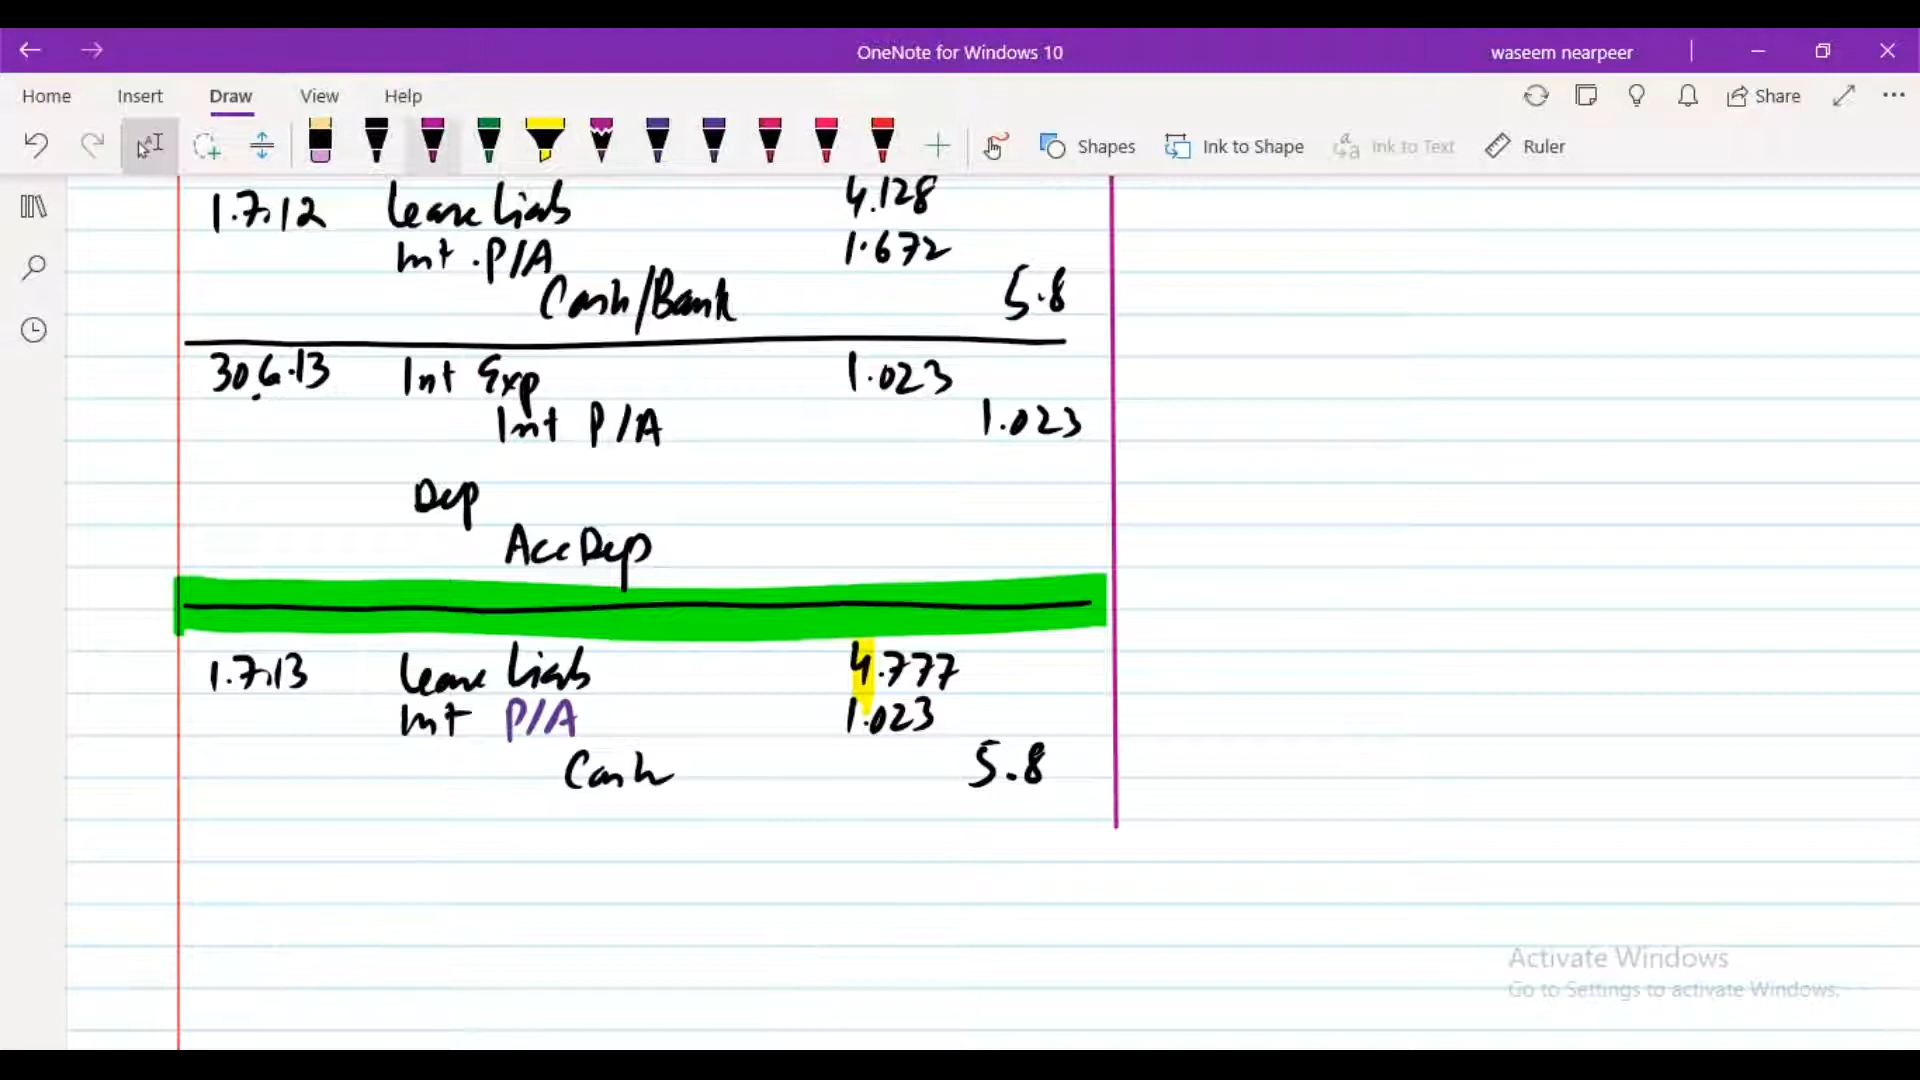 OneNote for Windows 10
waseem nearpeer
Home Insert Draw View Help
Share
Shapes Ink to Shape Ink to Text Ruler
1.7.12 Lease Liab 4.128
Int. P/A 1.672
Cash/Bank 5.8
30.6.13 Int Exp 1.023
Int P/A 1.023
Dep
Acc Dep
1.7.13 Lease Liab 4.777
Int P/A 1.023
Cash 5.8
Activate Windows
Go to Settings to activate Windows.